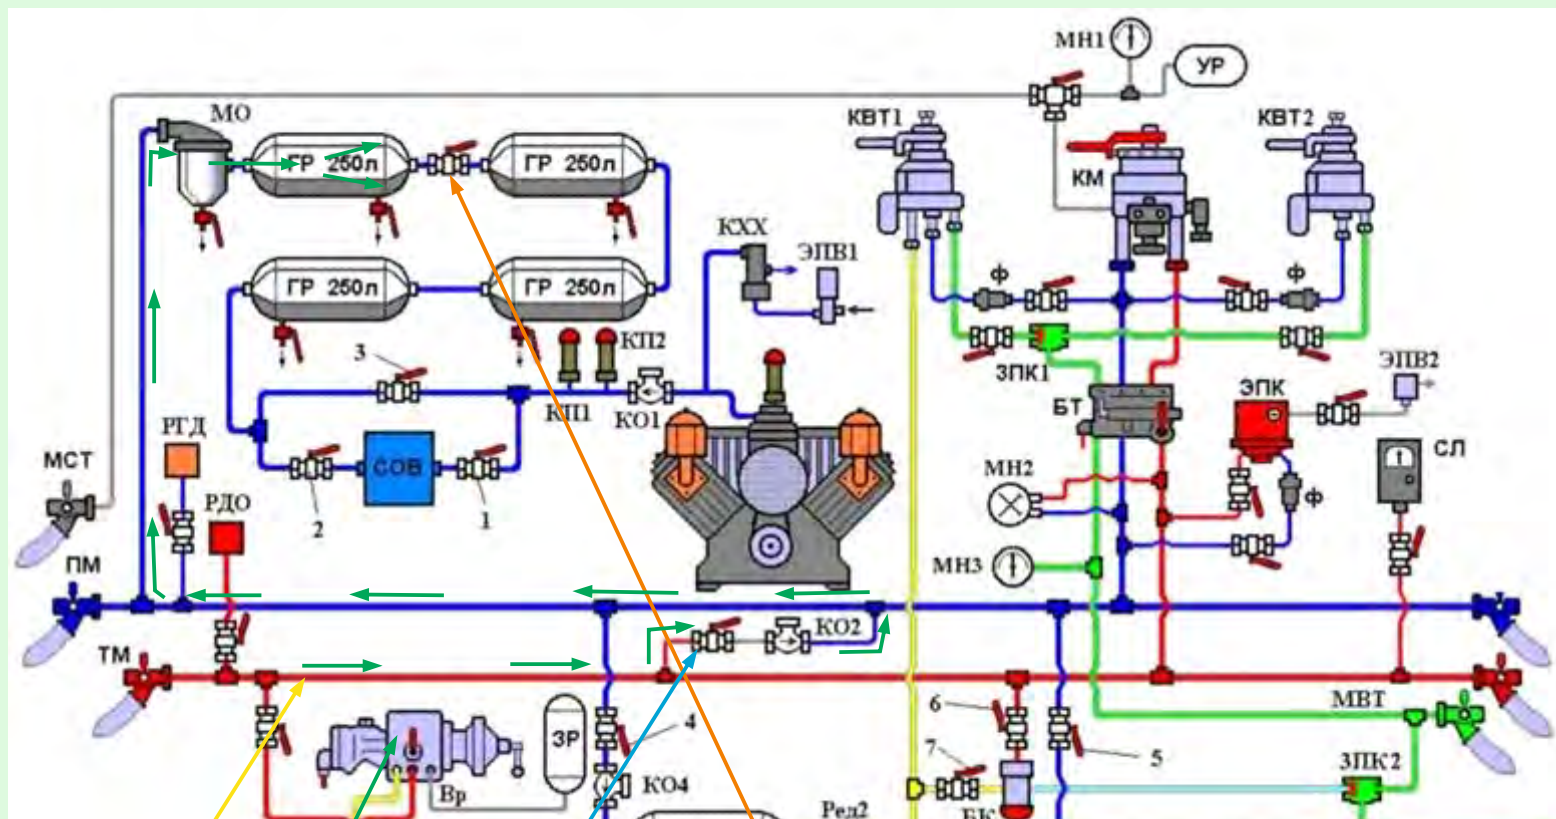 МН1
УР
МО
КВТ1
КВТ2
ГР 250л
ГР 250л
КМ
КХХ
ЭПВ1
ГР 250л
ГР 250л
Ф
Ф
КП2
3
ЗПК1
ЭПВ2
ЭПК
КП1
КО1
БТ
РГД
МСТ
СОВ
МН2
СЛ
РДО
2
1
Ф
ПМ
МН3
КО2
ТМ
МВТ
6
4
ЗР
7
5
ЗПК2
КО4
Вр
Ред2
БК